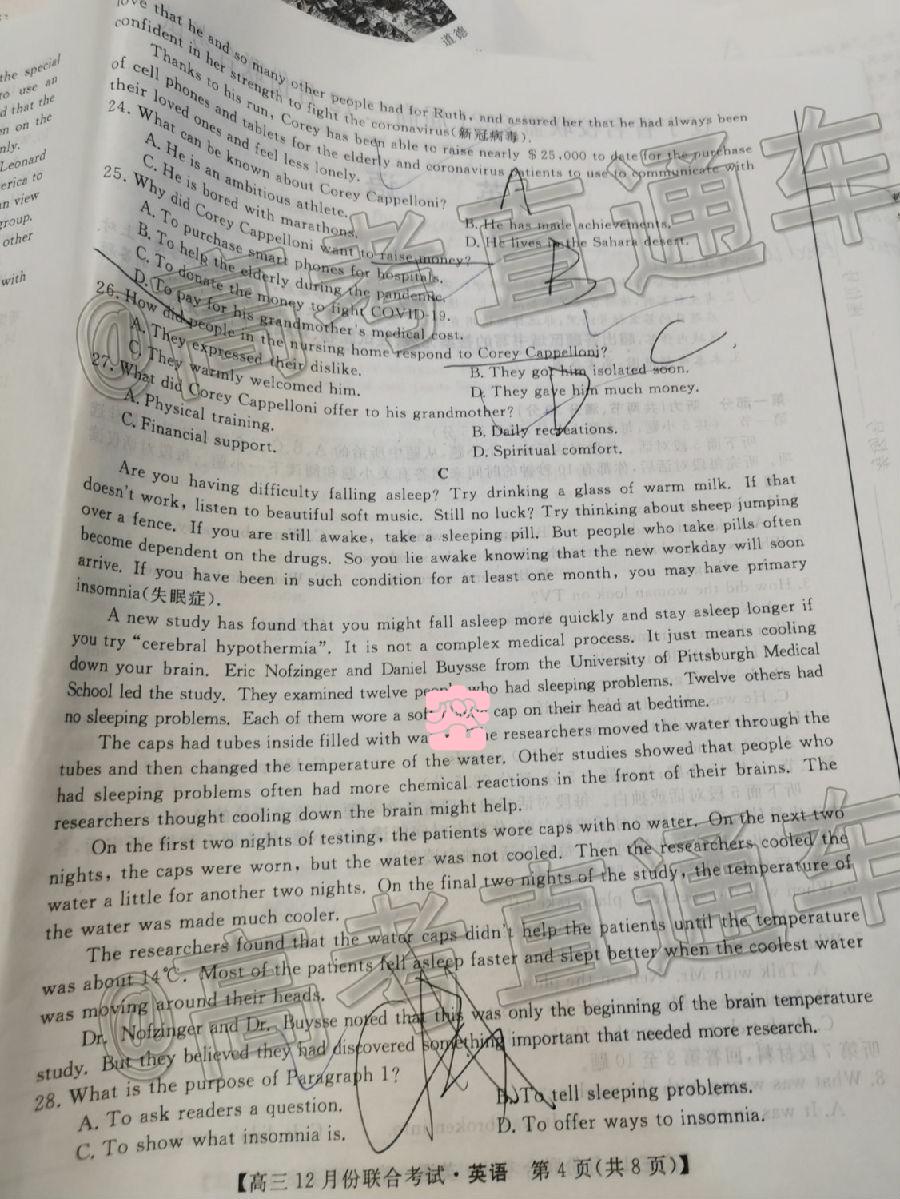 道德
the special
to use an
d that the
n on the
nly.
Leonard
erice to
n view
group.
other
with
love that he and so many other people had for Ruth, and assured her that he had always been
confident in her strength to fight the coronavirus(新冠病毒).
Thanks to his run, Corey has been able to raise nearly $25,000 to date for the purchase
of cell phones and tablets for the elderly and coronavirus patients to use to communicate with
their loved ones and feel less lonely.
24. What can be known about Corey Cappelloni?
A. He is an ambitious athlete.
B. He has made achievements.
C. He is bored with marathons.
D. He lives in the Sahara desert.
25. Why did Corey Cappelloni want to raise money?
A. To purchase smart phones for hospitals.
B. To help the elderly during the pandemic.
C. To donate the money to fight COVID-19.
D. To pay for his grandmother's medical cost.
26. How did people in the nursing home respond to Corey Cappelloni?
A. They expressed their dislike.
B. They got him isolated soon.
C. They warmly welcomed him.
D. They gave him much money.
27. What did Corey Cappelloni offer to his grandmother?
A. Physical training.
B. Daily recreations.
C. Financial support.
D. Spiritual comfort.
A
B
C
D
C
Are you having difficulty falling asleep? Try drinking a glass of warm milk. If that
doesn't work, listen to beautiful soft music. Still no luck? Try thinking about sheep jumping
over a fence. If you are still awake, take a sleeping pill. But people who take pills often
become dependent on the drugs. So you lie awake knowing that the new workday will soon
arrive. If you have been in such condition for at least one month, you may have primary
insomnia(失眠症).
A new study has found that you might fall asleep more quickly and stay asleep longer if
you try "cerebral hypothermia". It is not a complex medical process. It just means cooling
down your brain. Eric Nofzinger and Daniel Buysse from the University of Pittsburgh Medical
School led the study. They examined twelve people who had sleeping problems. Twelve others had
no sleeping problems. Each of them wore a soft cap on their head at bedtime.
The caps had tubes inside filled with wa researchers moved the water through the
tubes and then changed the temperature of the water. Other studies showed that people who
had sleeping problems often had more chemical reactions in the front of their brains. The
researchers thought cooling down the brain might help.
On the first two nights of testing, the patients wore caps with no water. On the next two
nights, the caps were worn, but the water was not cooled. Then the researchers cooled the
water a little for another two nights. On the final two nights of the study, the temperature of
the water was made much cooler.
The researchers found that the water caps didn't help the patients until the temperature
was about 14℃. Most of the patients fell asleep faster and slept better when the coolest water
was moving around their heads.
Dr. Nofzinger and Dr. Buysse noted that this was only the beginning of the brain temperature
study. But they believed they had discovered something important that needed more research.
28. What is the purpose of Paragraph 1?
A. To ask readers a question.
B. To tell sleeping problems.
C. To show what insomnia is.
D. To offer ways to insomnia.
【高三12月份联合考试·英语 第4页(共8页)】
@高考直通车
@高考直通车